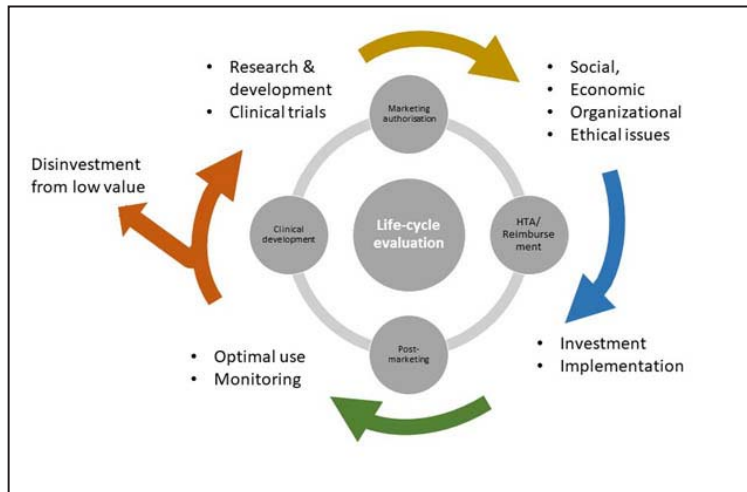 • Research &
development
• Clinical trials
Marketing
authorisation
• Social,
• Economic
• Organizational
• Ethical issues
Disinvestment
from low value
Clinical
development
Life-cycle
evaluation
HTA/
Reimburse
ment
Post-
marketing
• Optimal use
• Monitoring
• Investment
• Implementation